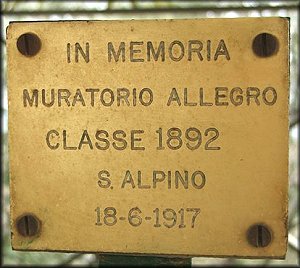 IN MEMORIA
MURATORIO ALLEGRO
CLASSE 1892
S. ALPINO
18-6-1917